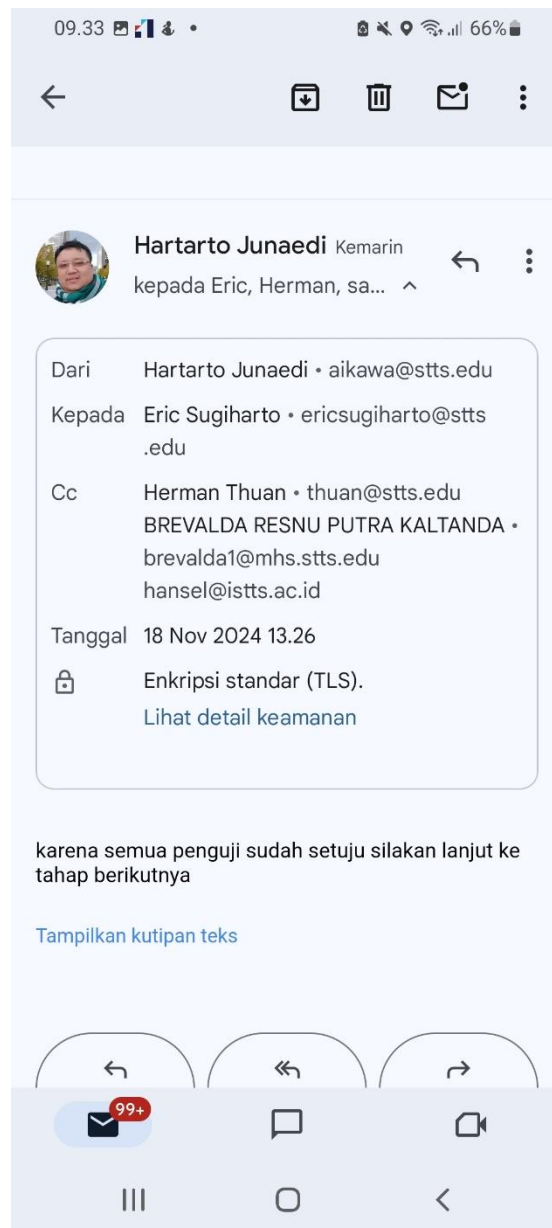 09.33
66%
Hartarto Junaedi Kemarin
kepada Eric, Herman, sa...
Dari Hartarto Junaedi • aikawa@stts.edu
Kepada Eric Sugiharto • ericsugiharto@stts
.edu
Cc Herman Thuan • thuan@stts.edu
BREVALDA RESNU PUTRA KALTANDA •
brevalda1@mhs.stts.edu
hansel@istts.ac.id
Tanggal 18 Nov 2024 13.26
Enkripsi standar (TLS).
Lihat detail keamanan
karena semua penguji sudah setuju silakan lanjut ke
tahap berikutnya
Tampilkan kutipan teks
99+